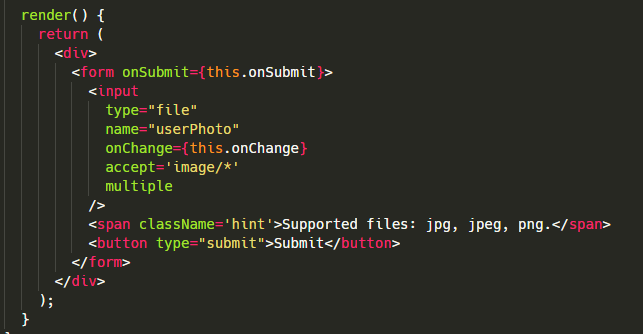 render() {
return (
<div>
<form onSubmit={this.onSubmit}>
<input
type="file"
name="userPhoto"
onChange={this.onChange}
accept='image/*'
multiple
/>
<span className='hint'>Supported files: jpg, jpeg, png.</span>
<button type="submit">Submit</button>
</form>
</div>
);
}